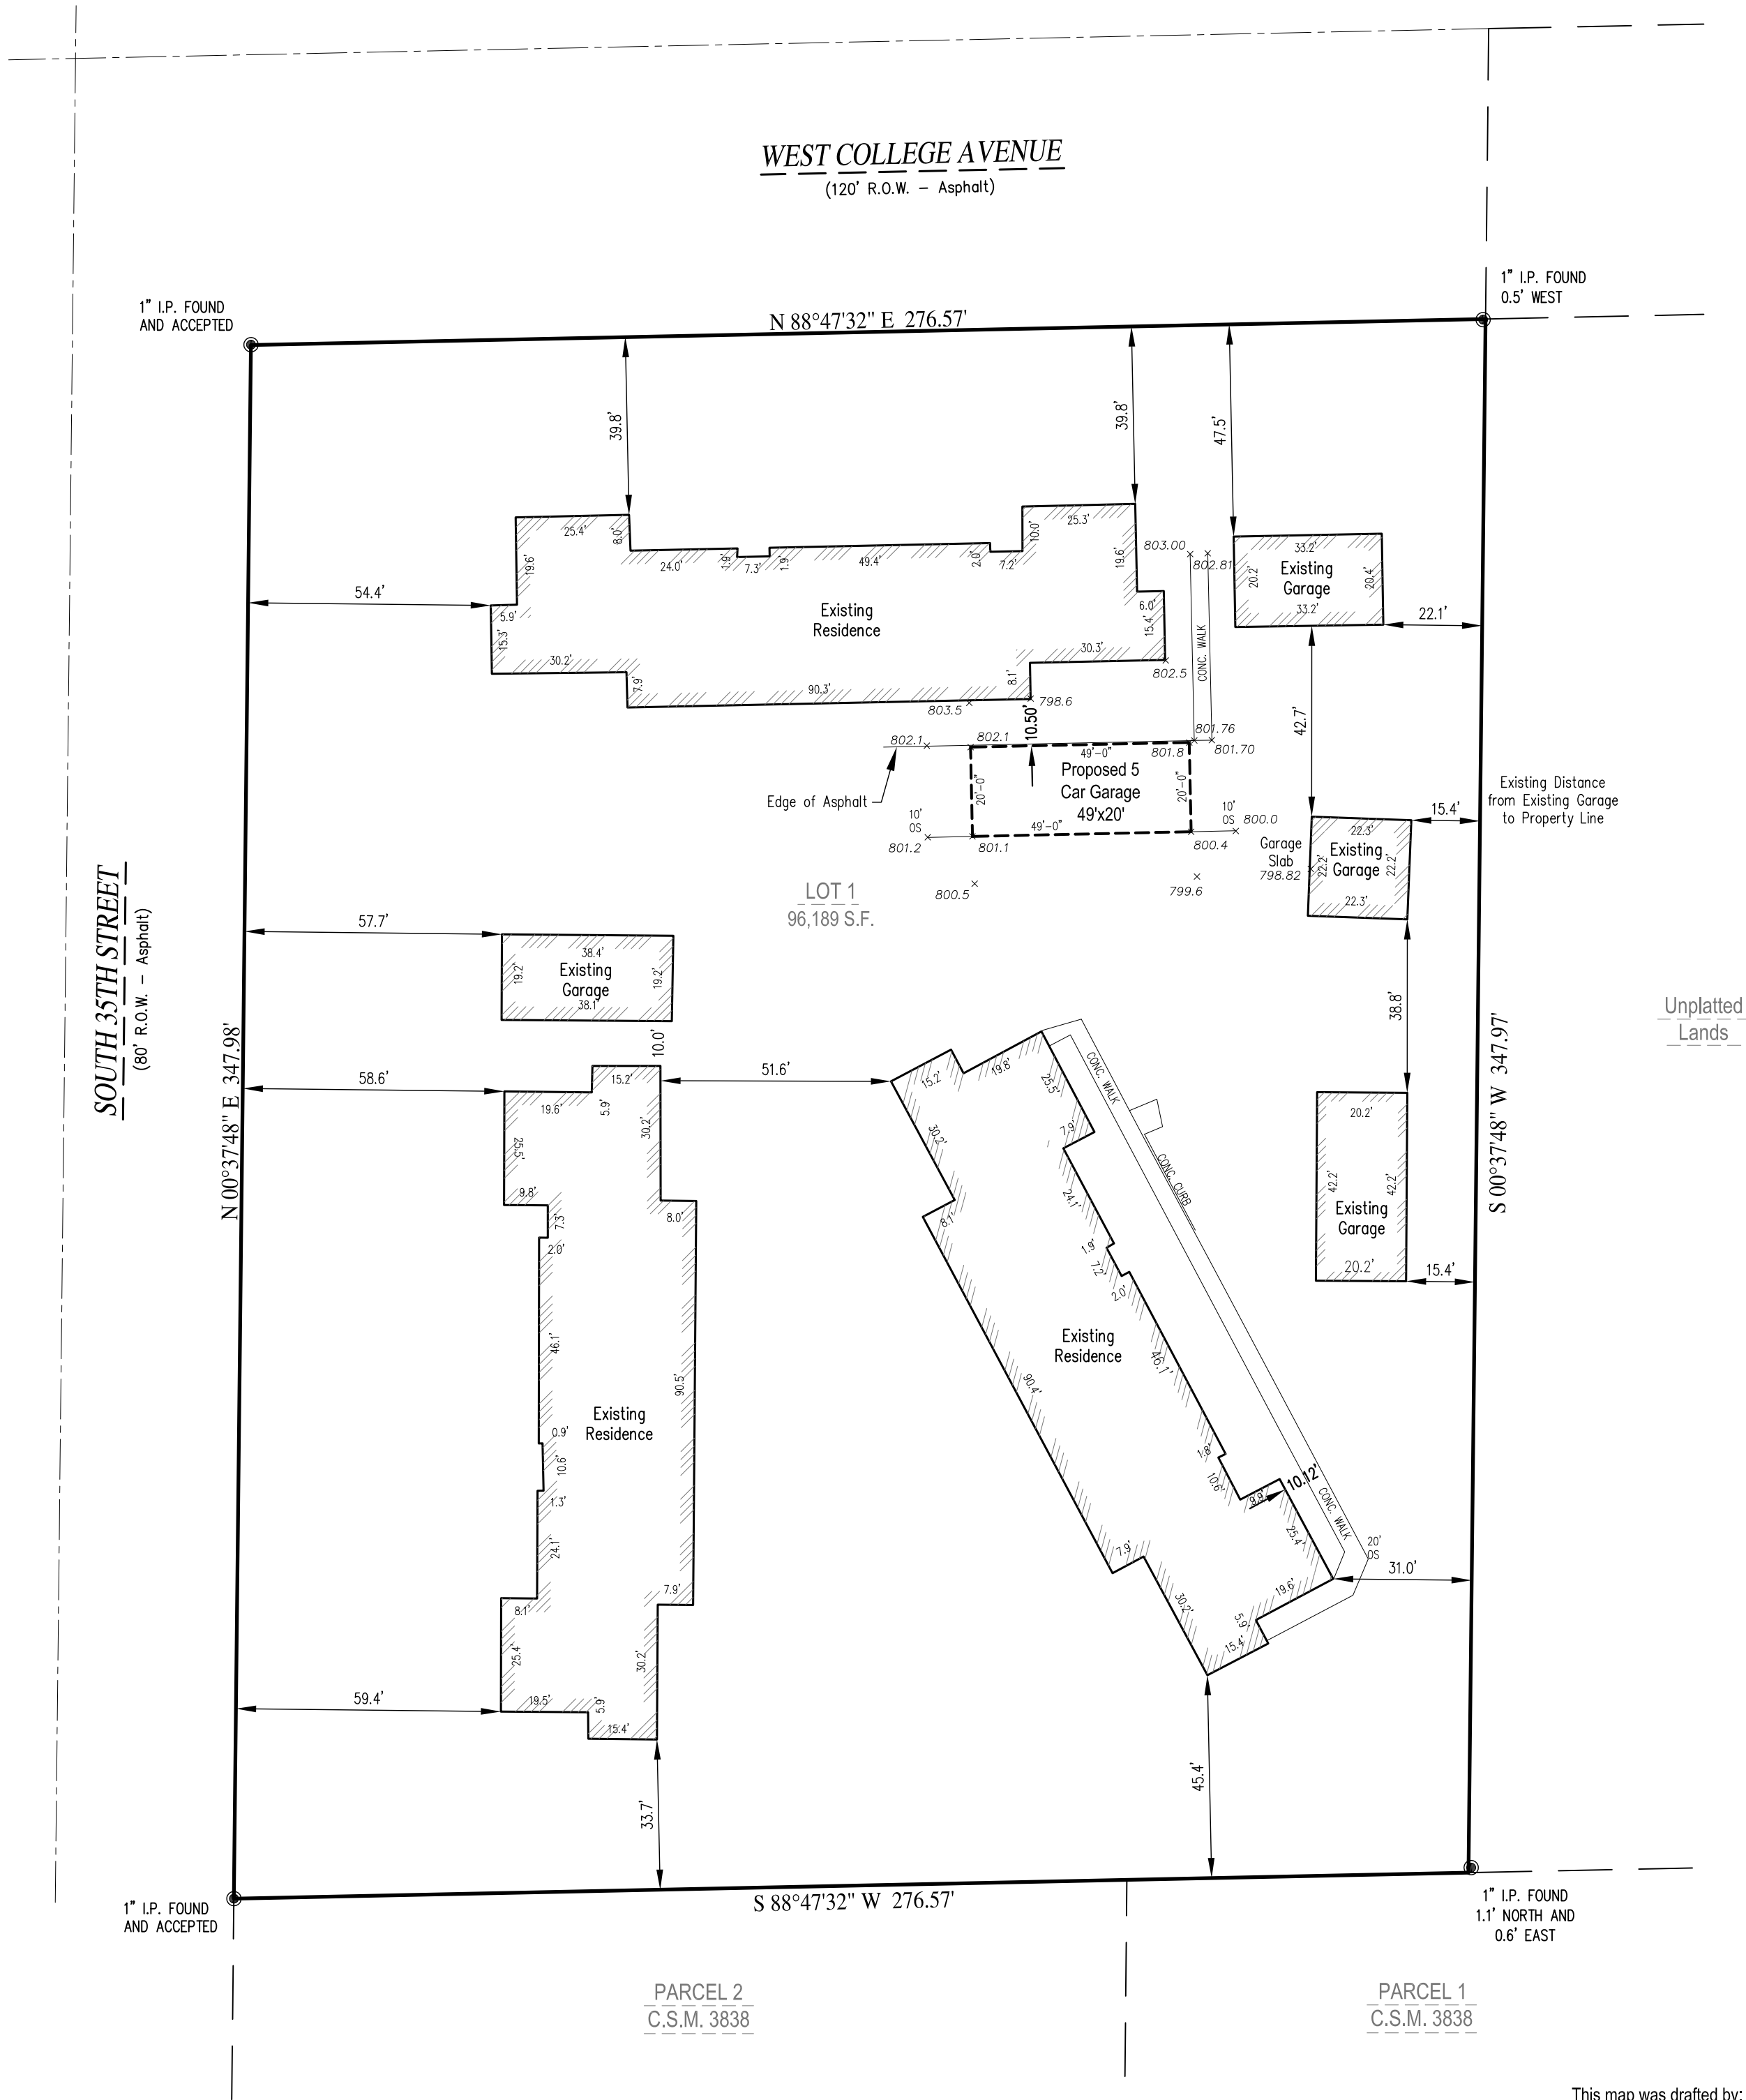 WEST COLLEGE AVENUE
(120' R.O.W. – Asphalt)
1" I.P. FOUND
0.5' WEST
1" I.P. FOUND
AND ACCEPTED
N 88°47'32" E 276.57'
39.8'
39.8'
47.5'
25.4'
8.0'
19.6'
24.0'
1.9'
7.3'
1.9'
49.4'
2.0'
7.2'
10.0'
25.3'
19.6'
803.00
802.81
33.2'
20.2'
Existing
Garage
20.4'
33.2'
22.1'
54.4'
5.9'
15.3'
30.2'
7.9'
Existing
Residence
90.3'
6.0'
15.4'
30.3'
8.1'
802.5
CONC. WALK
803.5
798.6
10.50'
42.7'
802.1
802.1
49'-0"
801.8
801.76
801.70
Edge of Asphalt
20'-0"
Proposed 5
Car Garage
49'x20'
20'-0"
49'-0"
10'
OS
801.2
801.1
10'
OS
800.0
800.4
800.5
799.6
Existing Distance
from Existing Garage
to Property Line
15.4'
Garage
Slab
798.82
22.3'
22.2'
Existing
Garage
22.2'
22.3'
LOT 1
96,189 S.F.
SOUTH 35TH STREET
(80' R.O.W. – Asphalt)
N 00°37'48" E 347.98'
57.7'
38.4'
19.2'
Existing
Garage
19.2'
38.1'
10.0'
38.8'
S 00°37'48" W 347.97'
Unplatted
Lands
58.6'
51.6'
15.2'
19.6'
5.9'
30.2'
25.5'
9.8'
7.3'
2.0'
8.0'
46.1'
90.5'
0.9'
Existing
Residence
10.6'
1.3'
24.1'
7.9'
8.1'
25.4'
30.2'
19.5'
5.9'
15.4'
59.4'
33.7'
15.2'
19.8'
25.5'
CONC. WALK
7.9'
30.2'
8.1'
24.1'
CONC. CURB
1.9'
7.2'
2.0'
Existing
Residence
46.1'
90.4'
1.8'
10.6'
9.9'
10.12'
CONC. WALK
25.4'
20'
OS
7.9'
30.2'
19.6'
5.9'
15.4'
31.0'
45.4'
20.2'
42.2'
42.2'
Existing
Garage
20.2'
15.4'
1" I.P. FOUND
AND ACCEPTED
S 88°47'32" W 276.57'
1" I.P. FOUND
1.1' NORTH AND
0.6' EAST
PARCEL 2
C.S.M. 3838
PARCEL 1
C.S.M. 3838
This map was drafted by: